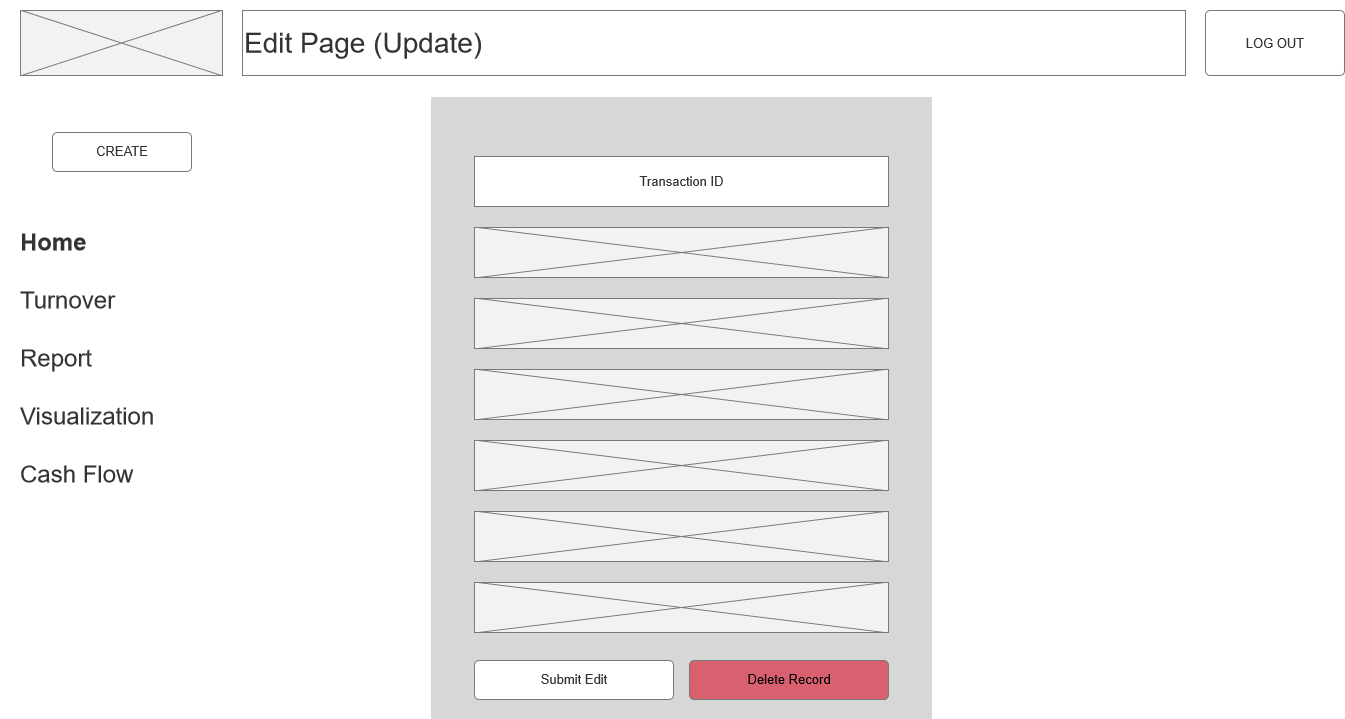 Edit Page (Update)
LOG OUT
CREATE
Home
Turnover
Report
Visualization
Cash Flow
Transaction ID
Submit Edit
Delete Record